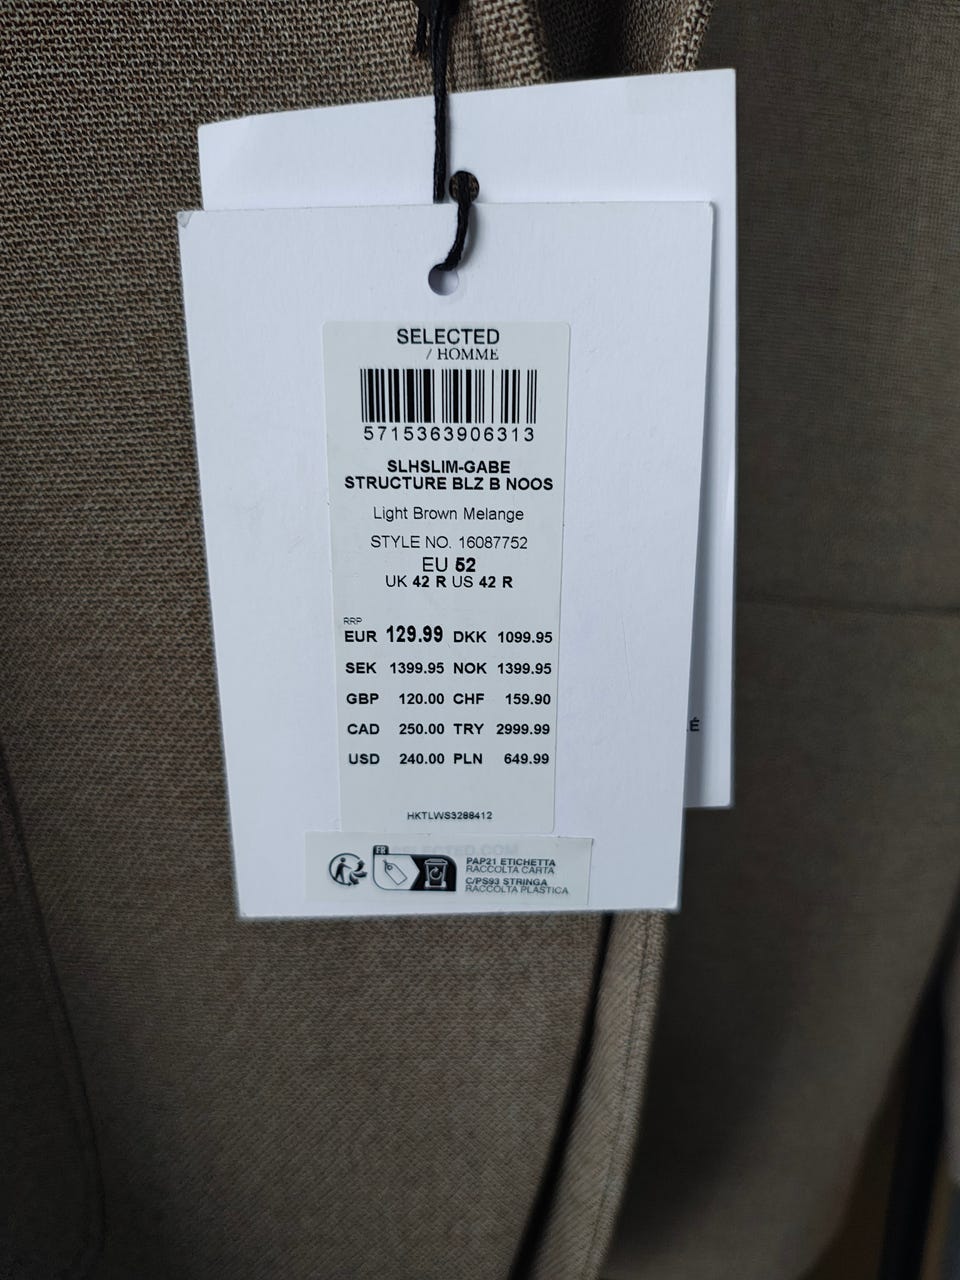 SELECTED
/ HOMME
5715363906313
SLHSLIM-GABE
STRUCTURE BLZ B NOOS
Light Brown Melange
STYLE NO. 16087752
EU 52
UK 42 R US 42 R
RRP
EUR 129.99 DKK 1099.95
SEK 1399.95 NOK 1399.95
GBP 120.00 CHF 159.90
CAD 250.00 TRY 2999.99
USD 240.00 PLN 649.99
É
HKTLWS3288412
SELECTED.COM
FR
PAP21 ETICHETTA
RACCOLTA CARTA
C/PS93 STRINGA
RACCOLTA PLASTICA